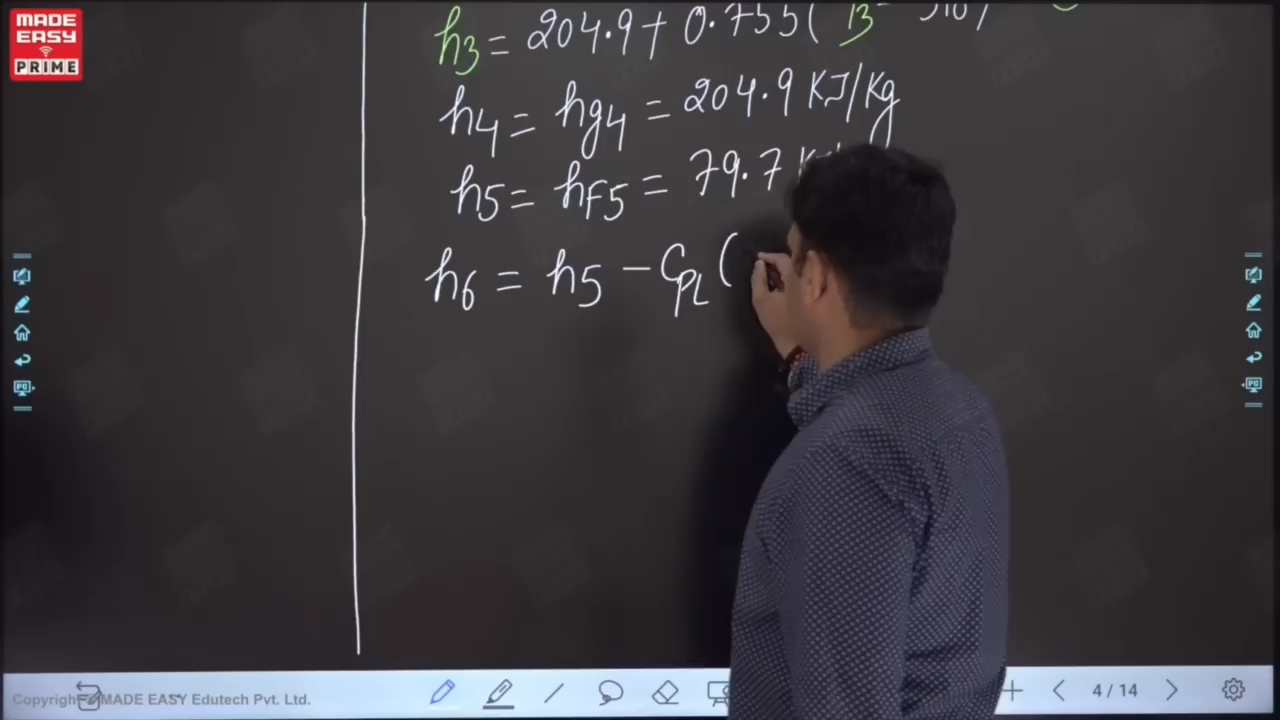 MADE
EASY
PRIME
h3 = 204.9 + 0.755(
h4 = hg4 = 204.9 KJ/Kg
h5 = hf5 = 79.7
h6 = h5 - CpL (
Copyright © MADE EASY Edutech Pvt. Ltd.
4 / 14